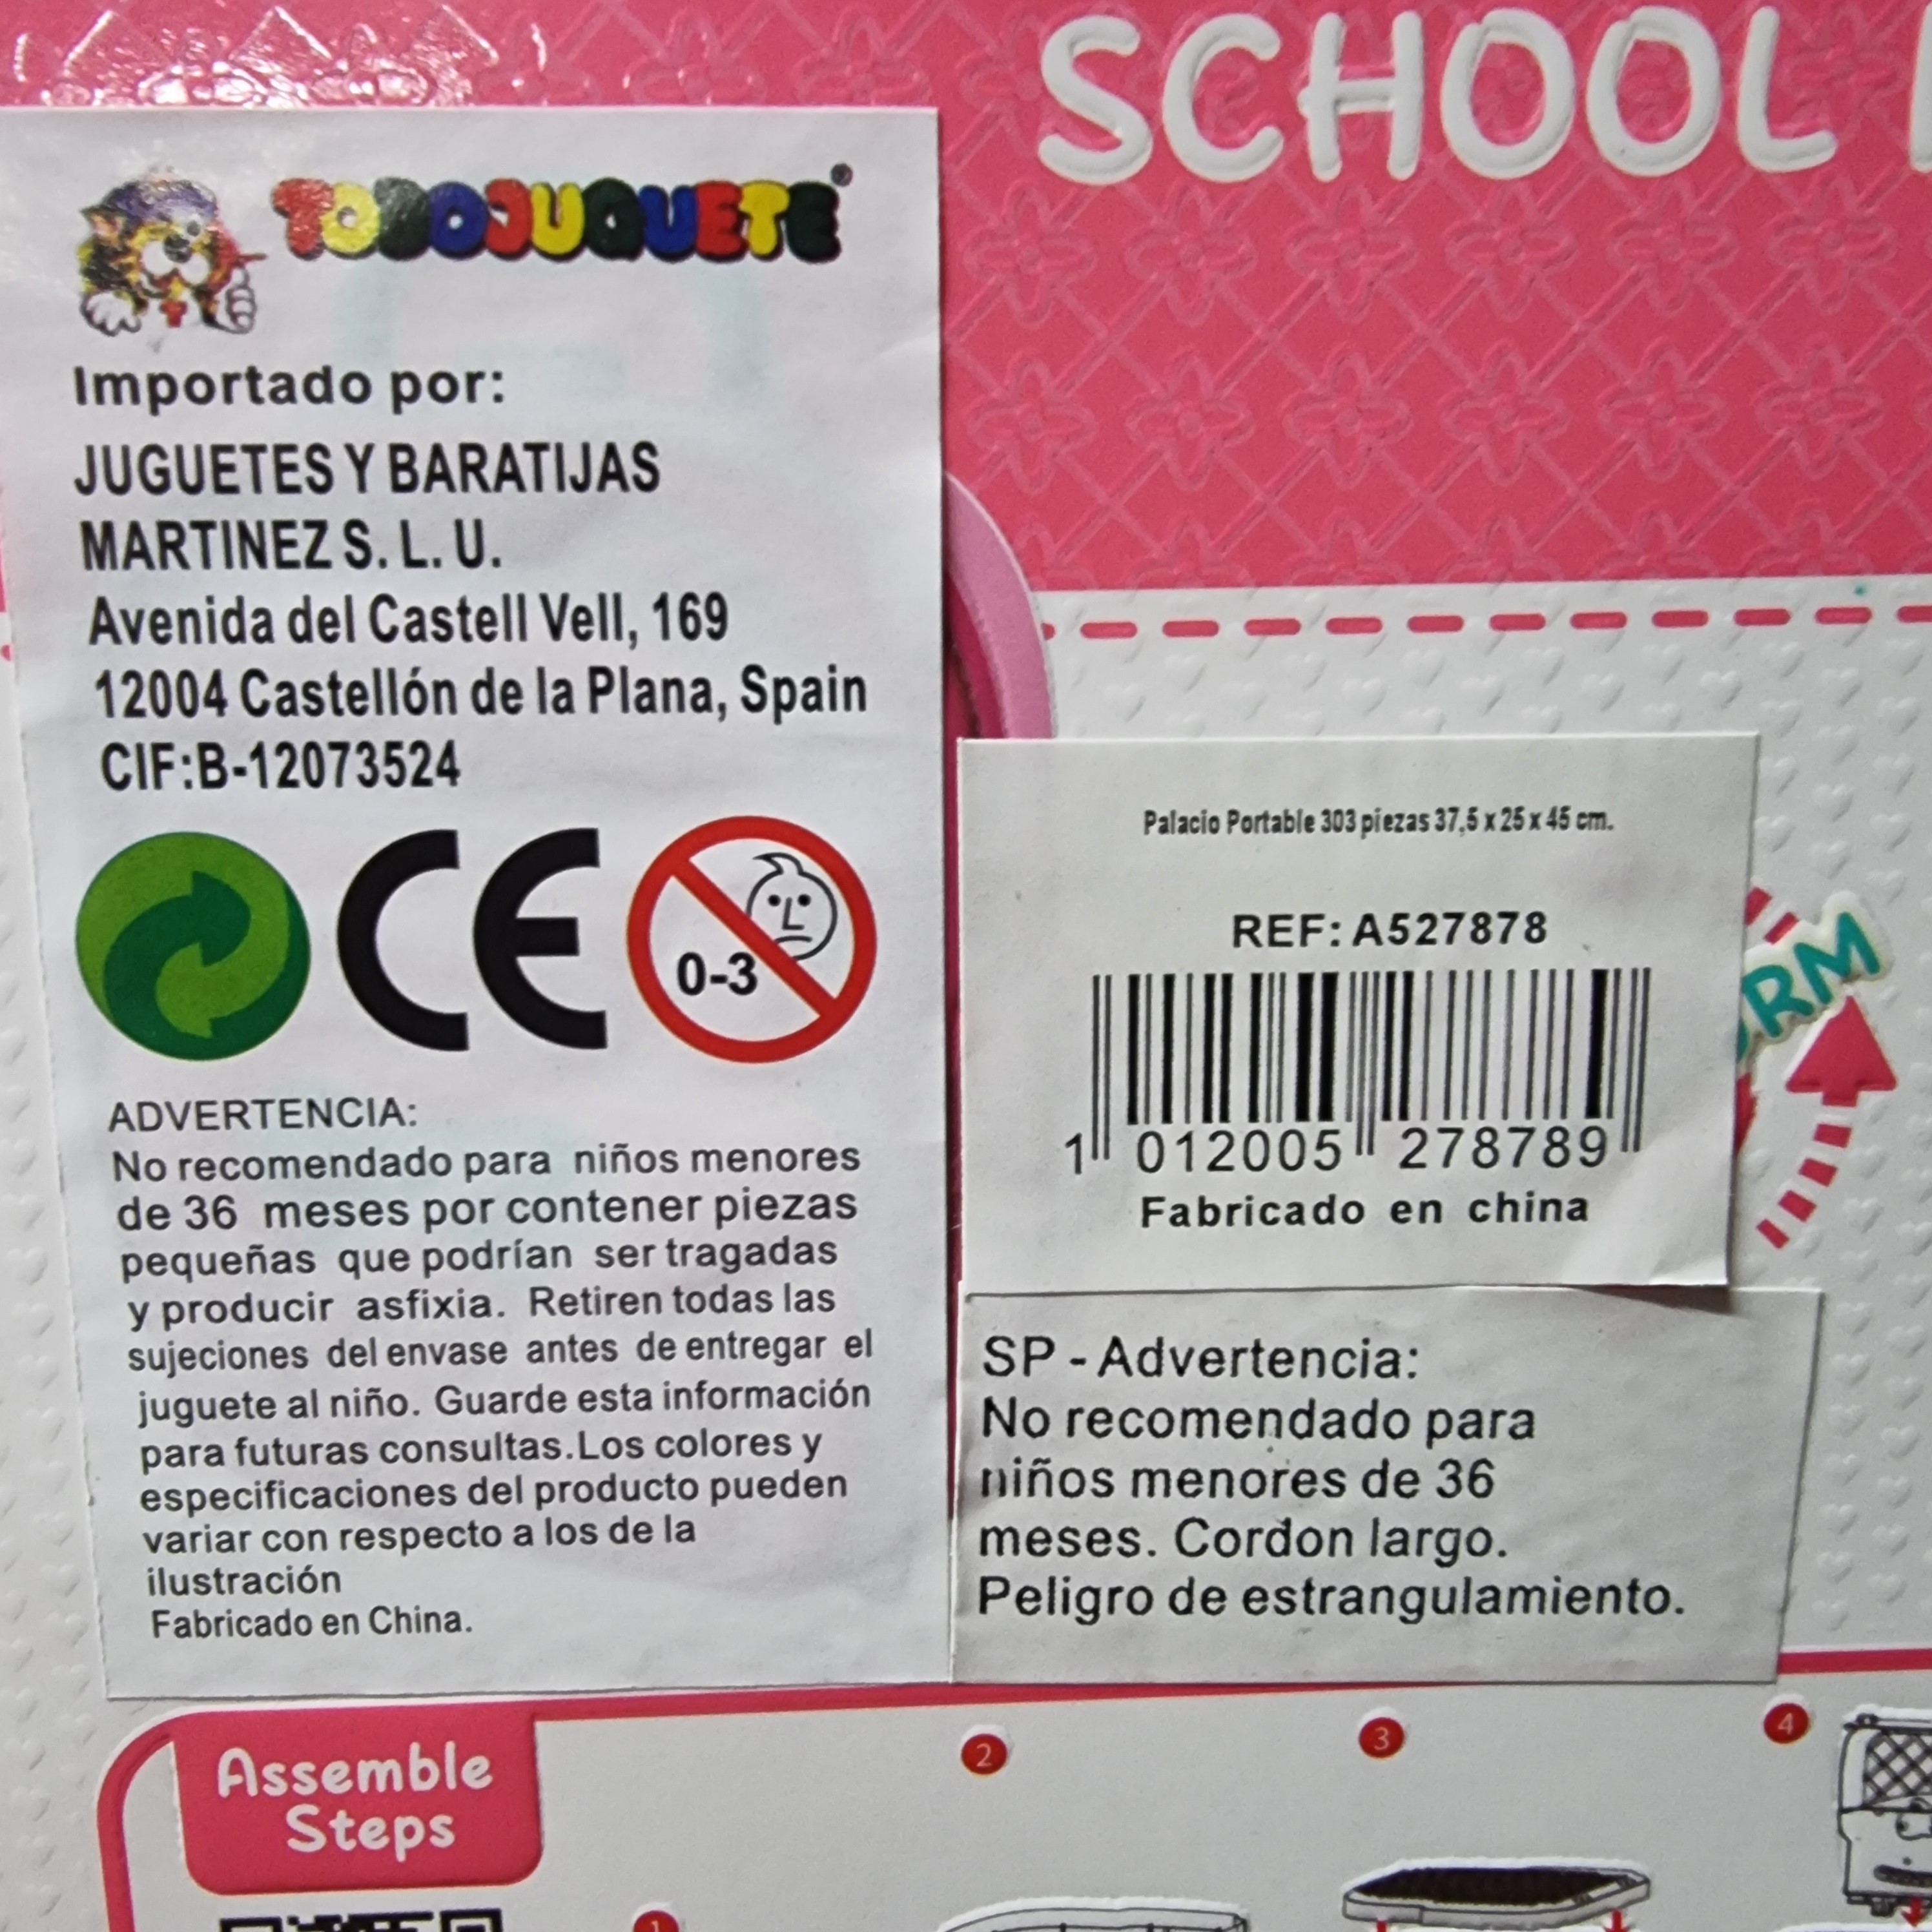 SCHOOL
TODOJUQUETE®
Importado por:
JUGUETES Y BARATIJAS
MARTINEZ S. L. U.
Avenida del Castell Vell, 169
12004 Castellón de la Plana, Spain
CIF:B-12073524
CE
0-3
ADVERTENCIA:
No recomendado para niños menores
de 36 meses por contener piezas
pequeñas que podrían ser tragadas
y producir asfixia. Retiren todas las
sujeciones del envase antes de entregar el
juguete al niño. Guarde esta información
para futuras consultas.Los colores y
especificaciones del producto pueden
variar con respecto a los de la
ilustración
Fabricado en China.
Palacio Portable 303 piezas 37,5 x 25 x 45 cm.
REF: A527878
1 012005 278789
Fabricado en china
RM
SP - Advertencia:
No recomendado para
niños menores de 36
meses. Cordon largo.
Peligro de estrangulamiento.
Assemble
Steps
1
2
3
4